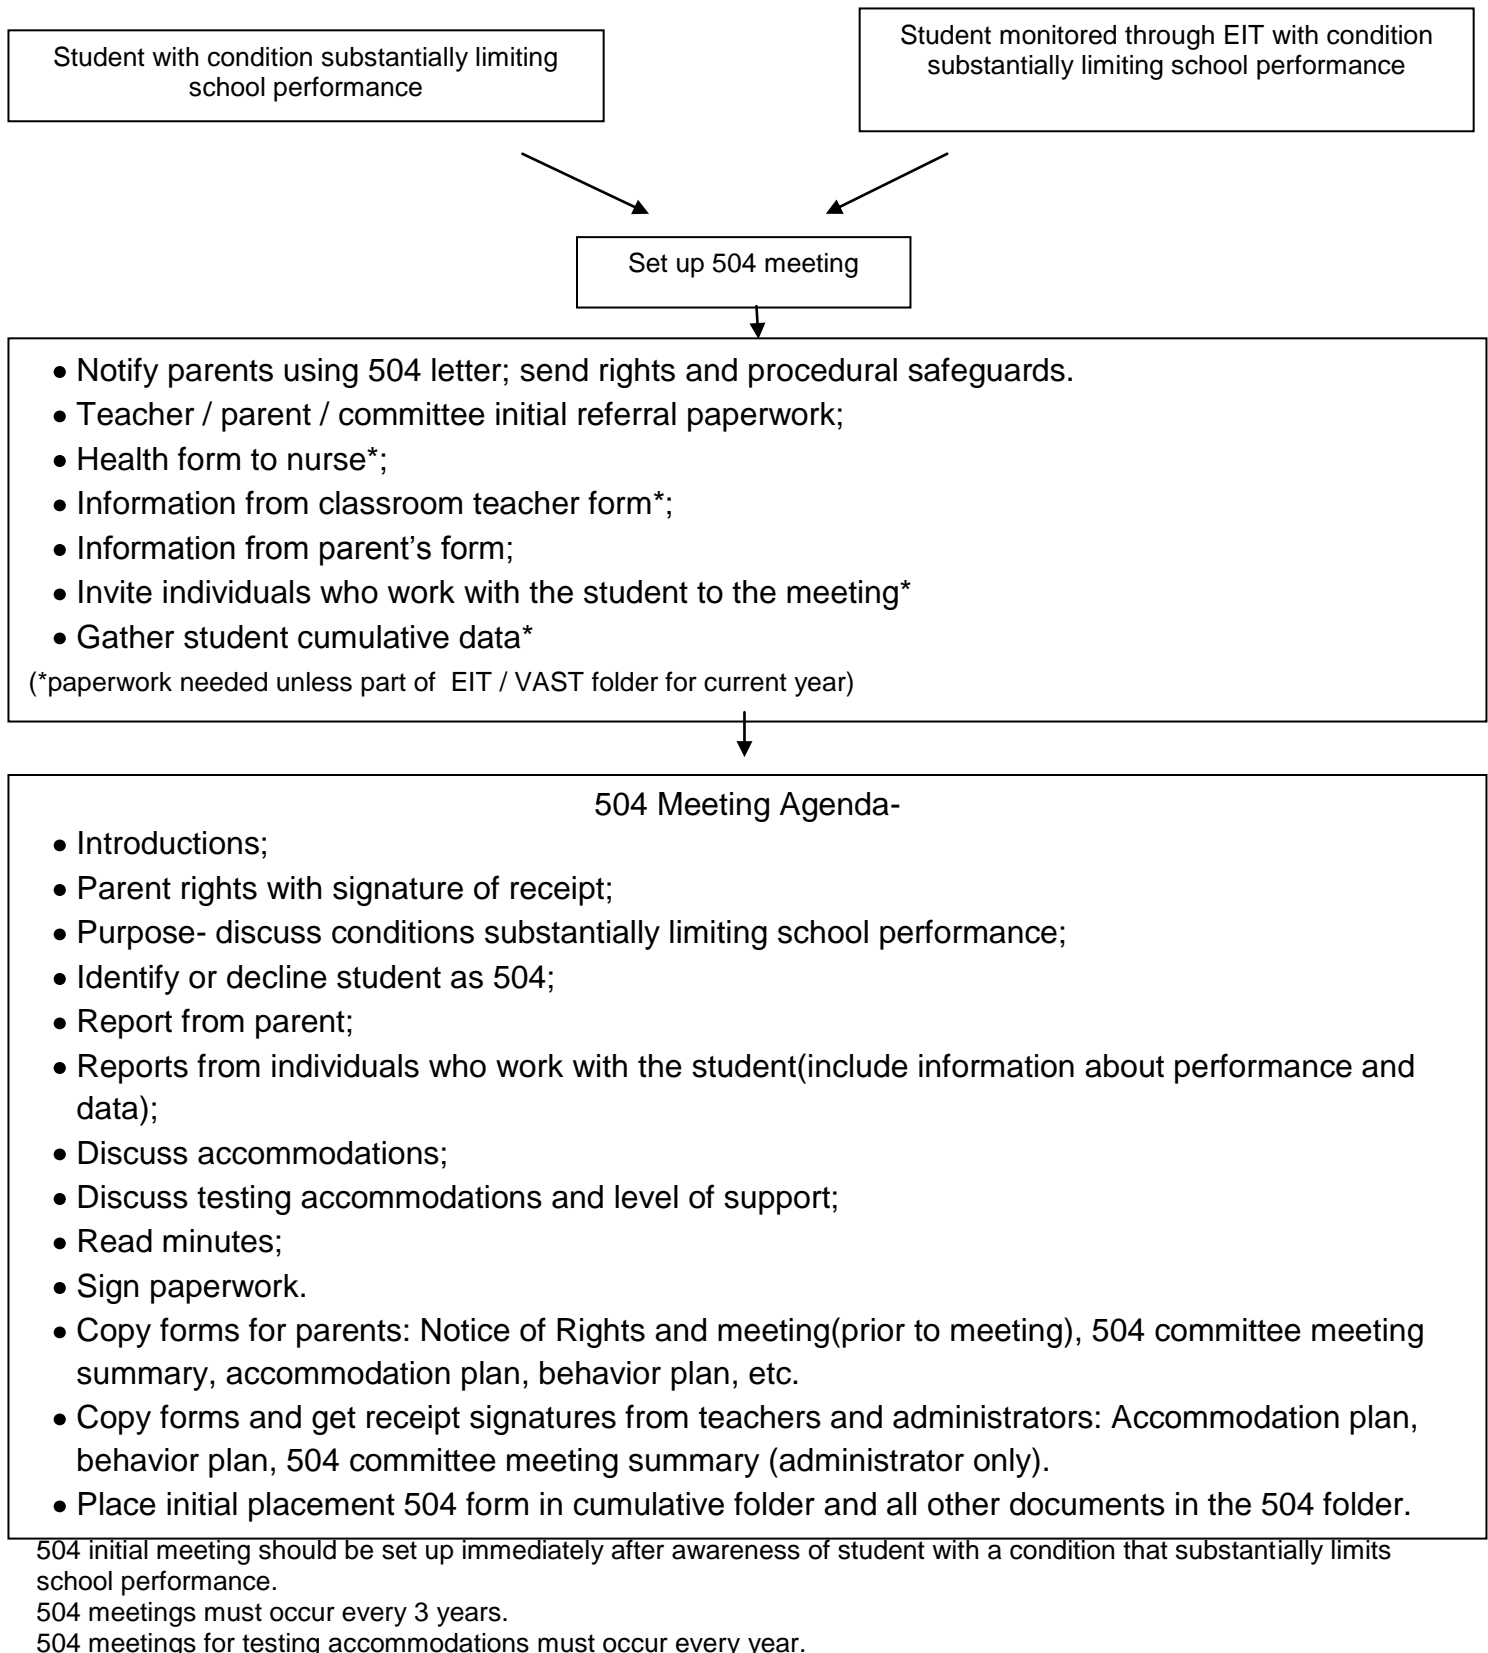 Student with condition substantially limiting
school performance
Student monitored through EIT with condition
substantially limiting school performance
Set up 504 meeting
• Notify parents using 504 letter; send rights and procedural safeguards.
• Teacher / parent / committee initial referral paperwork;
• Health form to nurse*;
• Information from classroom teacher form*;
• Information from parent’s form;
• Invite individuals who work with the student to the meeting*
• Gather student cumulative data*
(*paperwork needed unless part of EIT / VAST folder for current year)
504 Meeting Agenda-
• Introductions;
• Parent rights with signature of receipt;
• Purpose- discuss conditions substantially limiting school performance;
• Identify or decline student as 504;
• Report from parent;
• Reports from individuals who work with the student(include information about performance and
data);
• Discuss accommodations;
• Discuss testing accommodations and level of support;
• Read minutes;
• Sign paperwork.
• Copy forms for parents: Notice of Rights and meeting(prior to meeting), 504 committee meeting
summary, accommodation plan, behavior plan, etc.
• Copy forms and get receipt signatures from teachers and administrators: Accommodation plan,
behavior plan, 504 committee meeting summary (administrator only).
• Place initial placement 504 form in cumulative folder and all other documents in the 504 folder.
504 initial meeting should be set up immediately after awareness of student with a condition that substantially limits
school performance.
504 meetings must occur every 3 years.
504 meetings for testing accommodations must occur every year.